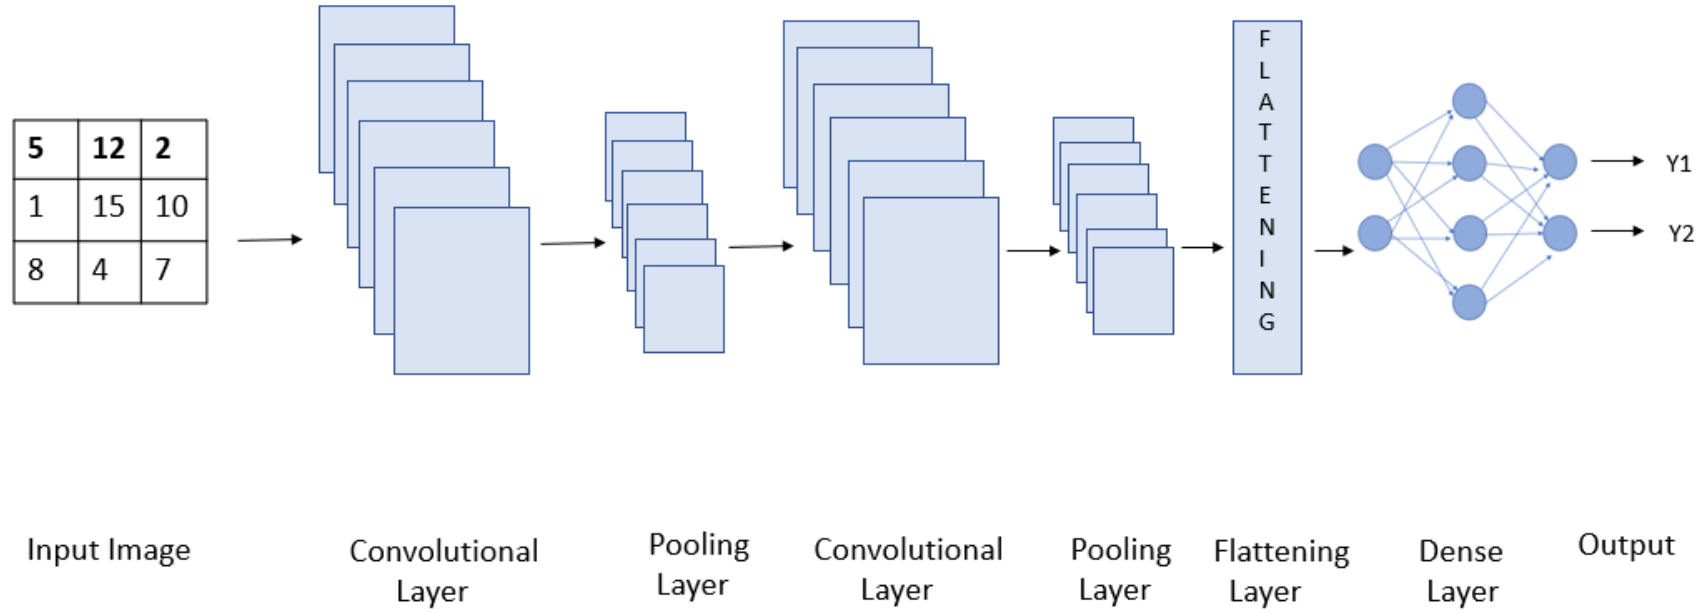 5 12 2
1 15 10
8 4 7
F
L
A
T
T
E
N
I
N
G
Y1
Y2
Input Image
Convolutional
Layer
Pooling
Layer
Convolutional
Layer
Pooling
Layer
Flattening
Layer
Dense
Layer
Output